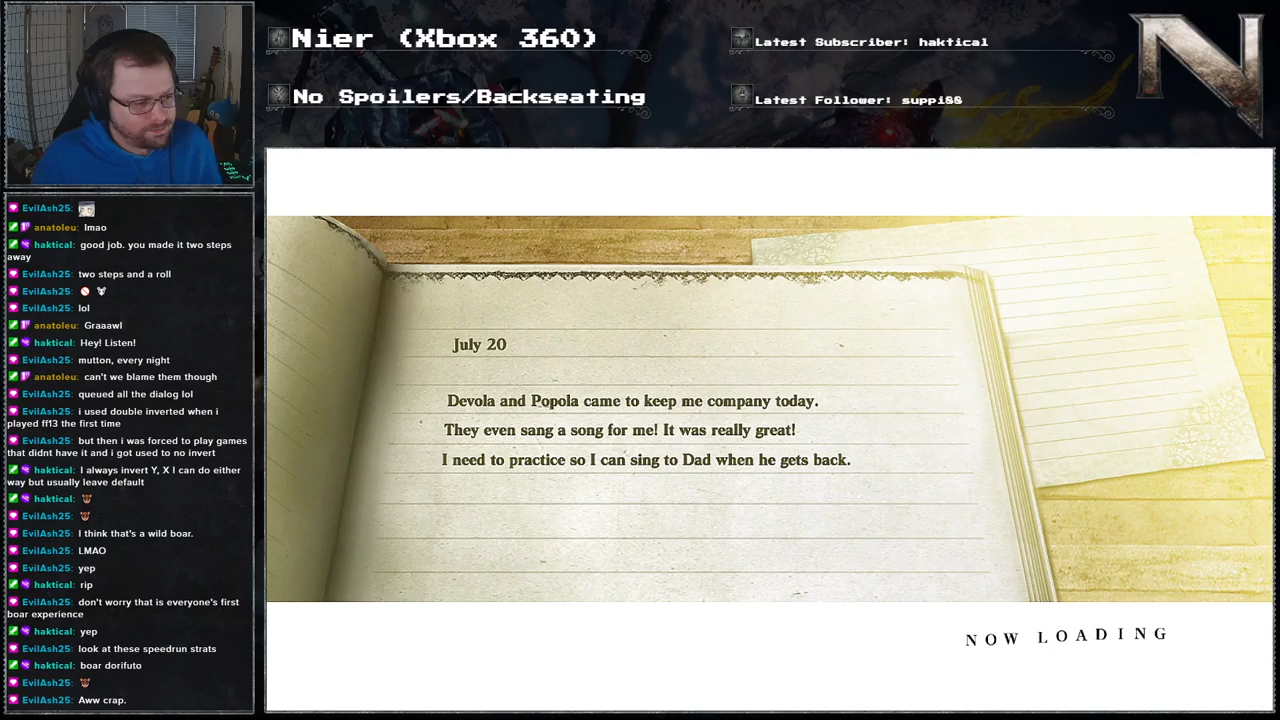 Nier (Xbox 360)
Latest Subscriber: haktical
No Spoilers/Backseating
Latest Follower: suppi88
N
EvilAsh25:
anatoleu: lmao
haktical: good job. you made it two steps
away
EvilAsh25: two steps and a roll
EvilAsh25:
EvilAsh25: lol
anatoleu: Graaawl
haktical: Hey! Listen!
EvilAsh25: mutton, every night
anatoleu: can't we blame them though
EvilAsh25: queued all the dialog lol
EvilAsh25: i used double inverted when i
played ff13 the first time
EvilAsh25: but then i was forced to play games
that didnt have it and i got used to no invert
haktical: I always invert Y, X I can do either
way but usually leave default
haktical:
EvilAsh25:
EvilAsh25: I think that's a wild boar.
EvilAsh25: LMAO
EvilAsh25: yep
haktical: rip
EvilAsh25: don't worry that is everyone's first
boar experience
haktical: yep
EvilAsh25: look at these speedrun strats
haktical: boar dorifuto
EvilAsh25:
EvilAsh25: Aww crap.
July 20
Devola and Popola came to keep me company today.
They even sang a song for me! It was really great!
I need to practice so I can sing to Dad when he gets back.
NOW LOADING